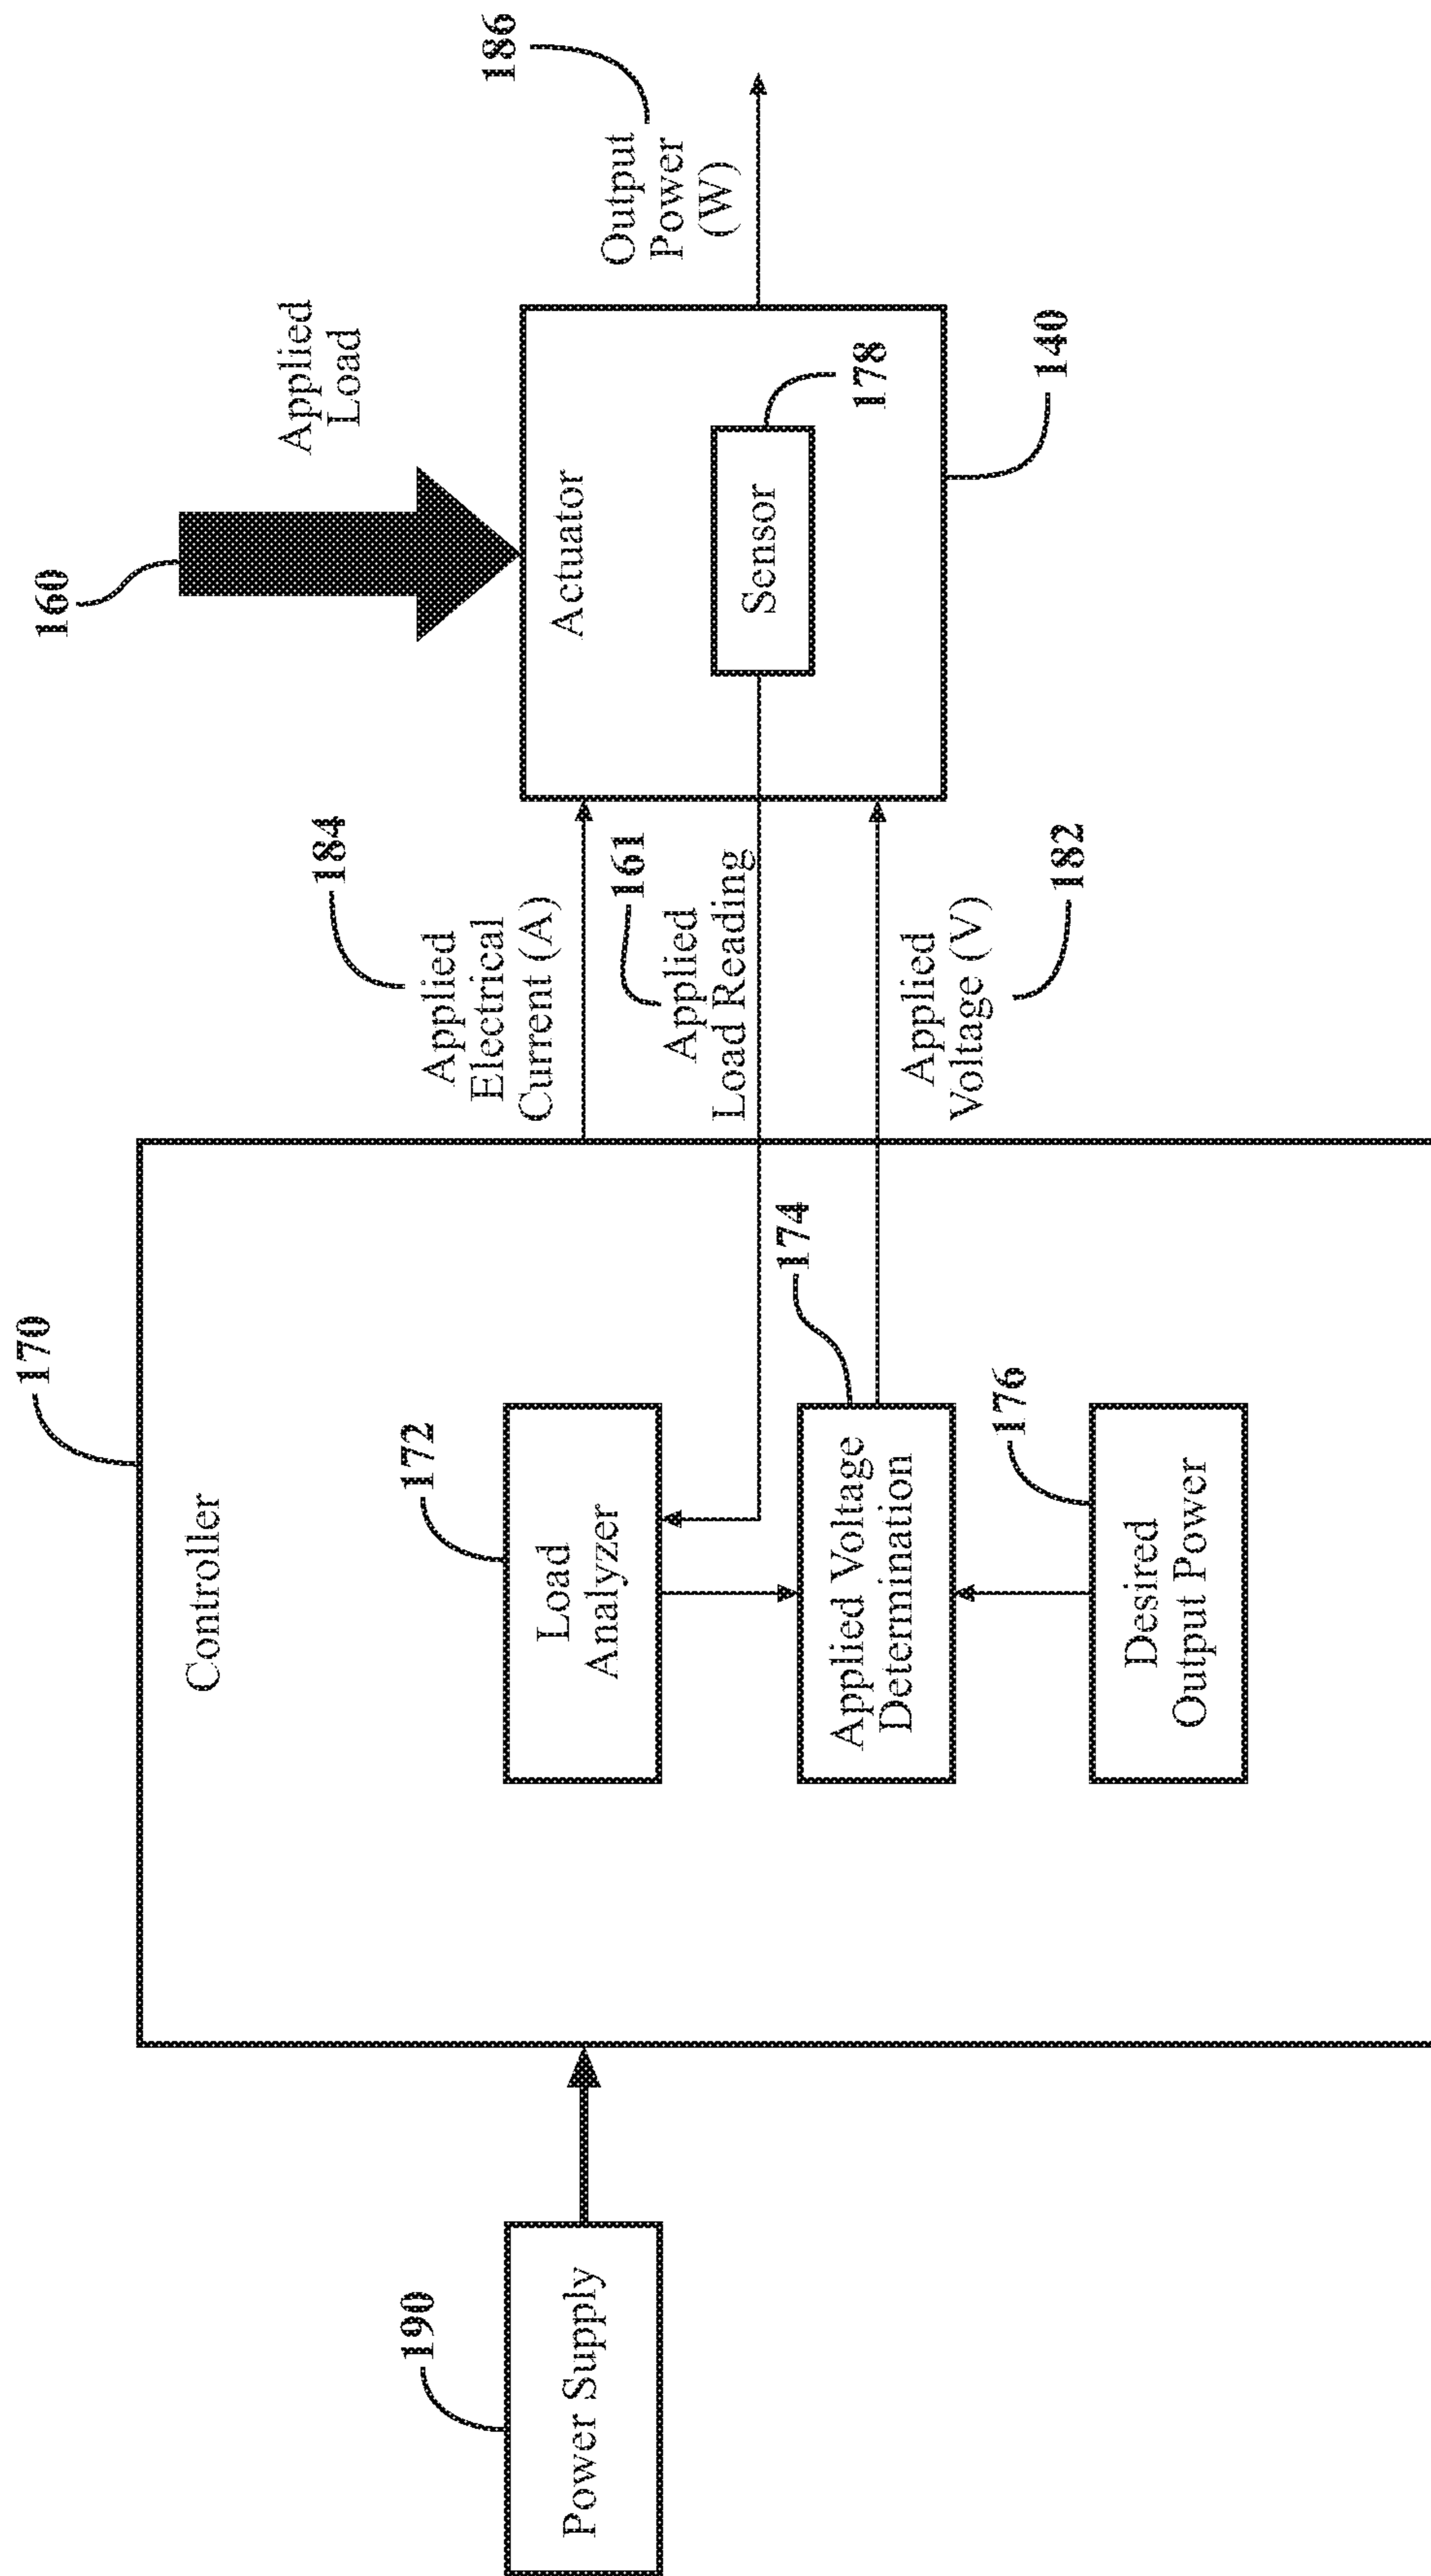 190
Power Supply
170
Controller
172
Load
Analyzer
174
Applied Voltage
Determination
176
Desired
Output Power
184
Applied
Electrical
Current (A)
161
Applied
Load Reading
Applied
Voltage (V)
182
160
Applied
Load
Actuator
Sensor
178
140
186
Output
Power
(W)